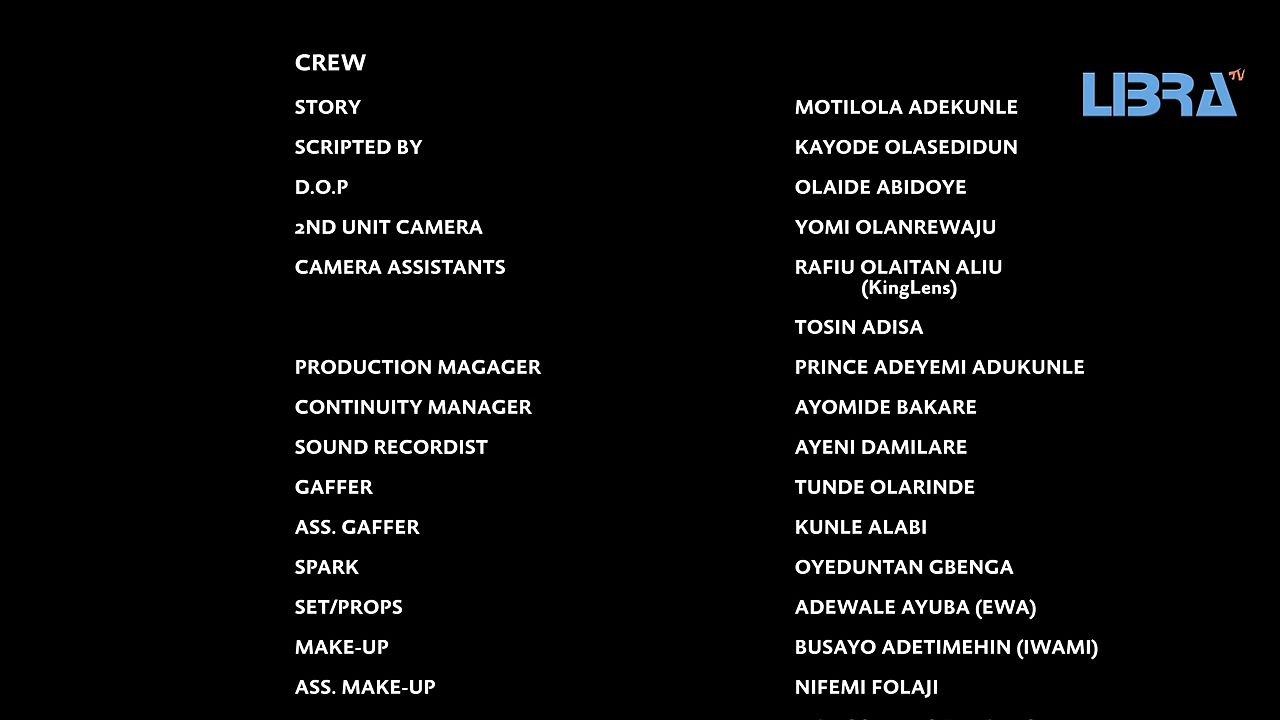 CREW
LIBRA TV
STORY MOTILOLA ADEKUNLE
SCRIPTED BY KAYODE OLASEDIDUN
D.O.P OLAIDE ABIDOYE
2ND UNIT CAMERA YOMI OLANREWAJU
CAMERA ASSISTANTS RAFIU OLAITAN ALIU
(KingLens)
TOSIN ADISA
PRODUCTION MAGAGER PRINCE ADEYEMI ADUKUNLE
CONTINUITY MANAGER AYOMIDE BAKARE
SOUND RECORDIST AYENI DAMILARE
GAFFER TUNDE OLARINDE
ASS. GAFFER KUNLE ALABI
SPARK OYEDUNTAN GBENGA
SET/PROPS ADEWALE AYUBA (EWA)
MAKE-UP BUSAYO ADETIMEHIN (IWAMI)
ASS. MAKE-UP NIFEMI FOLAJI